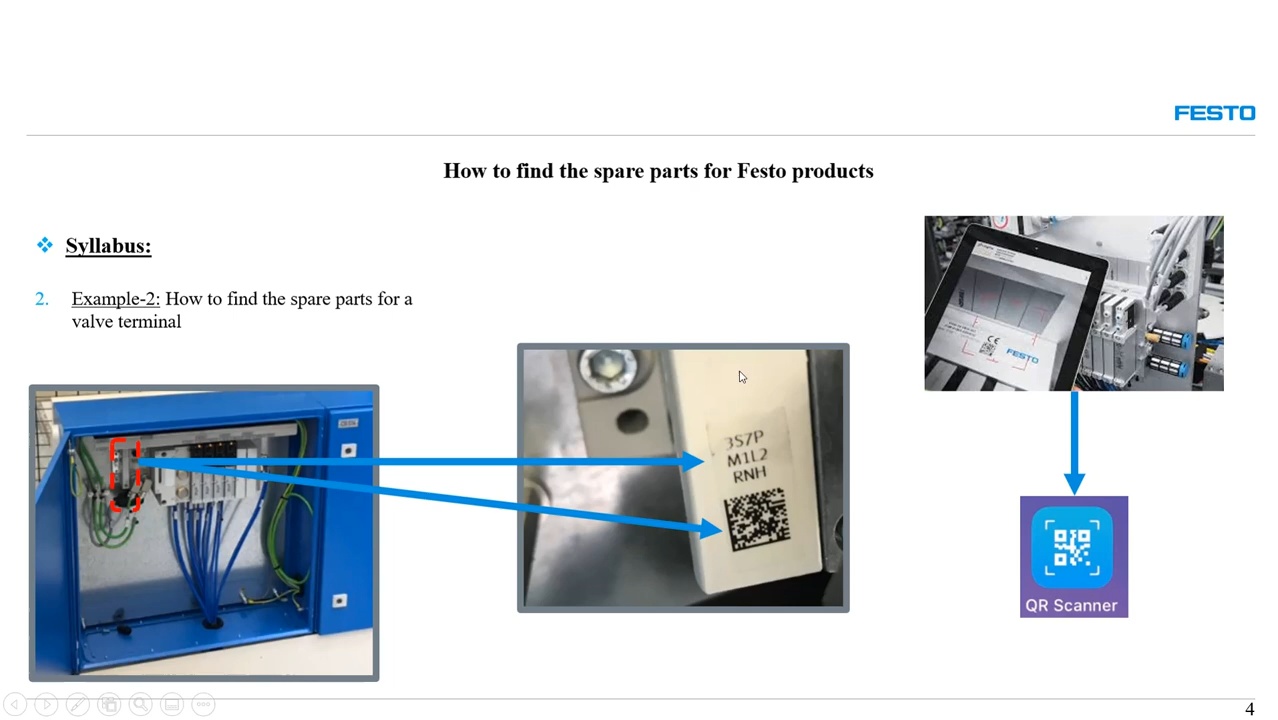 FESTO
How to find the spare parts for Festo products
Syllabus:
2. Example-2: How to find the spare parts for a
valve terminal
3S7P
M1L2
RNH
CE
FESTO
QR Scanner
4